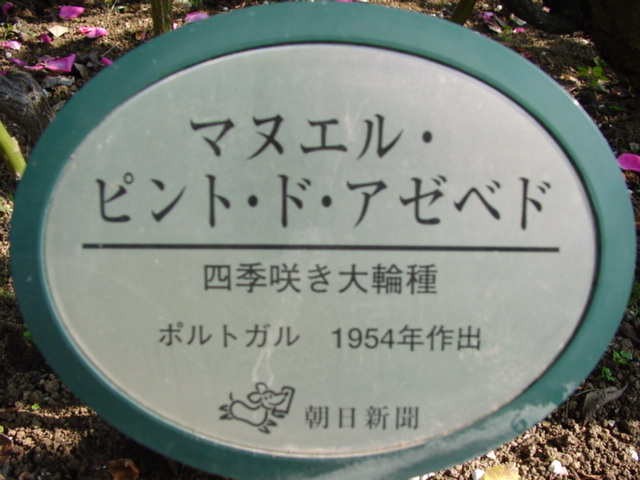 マヌエル・
ピント・ド・アゼベド
四季咲き大輪種
ポルトガル　1954年作出
朝日新聞